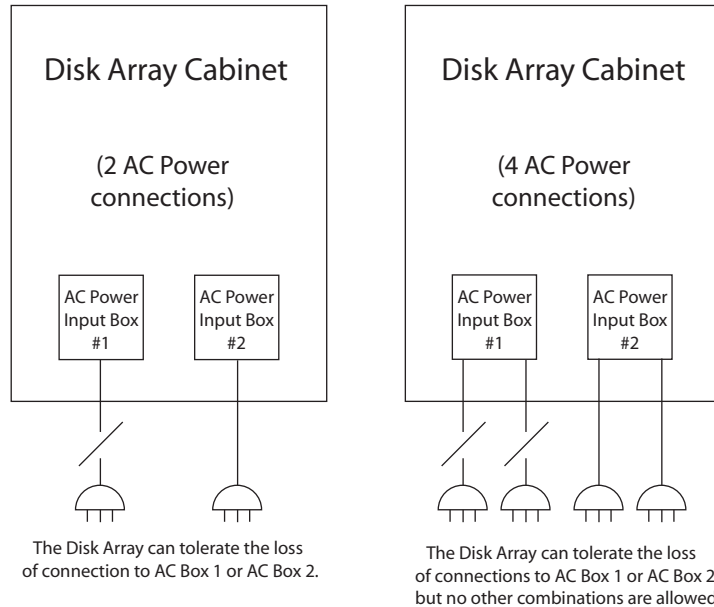 Disk Array Cabinet
(2 AC Power
connections)
AC Power
Input Box
#1
AC Power
Input Box
#2
The Disk Array can tolerate the loss
of connection to AC Box 1 or AC Box 2.
Disk Array Cabinet
(4 AC Power
connections)
AC Power
Input Box
#1
AC Power
Input Box
#2
The Disk Array can tolerate the loss
of connections to AC Box 1 or AC Box 2
but no other combinations are allowed